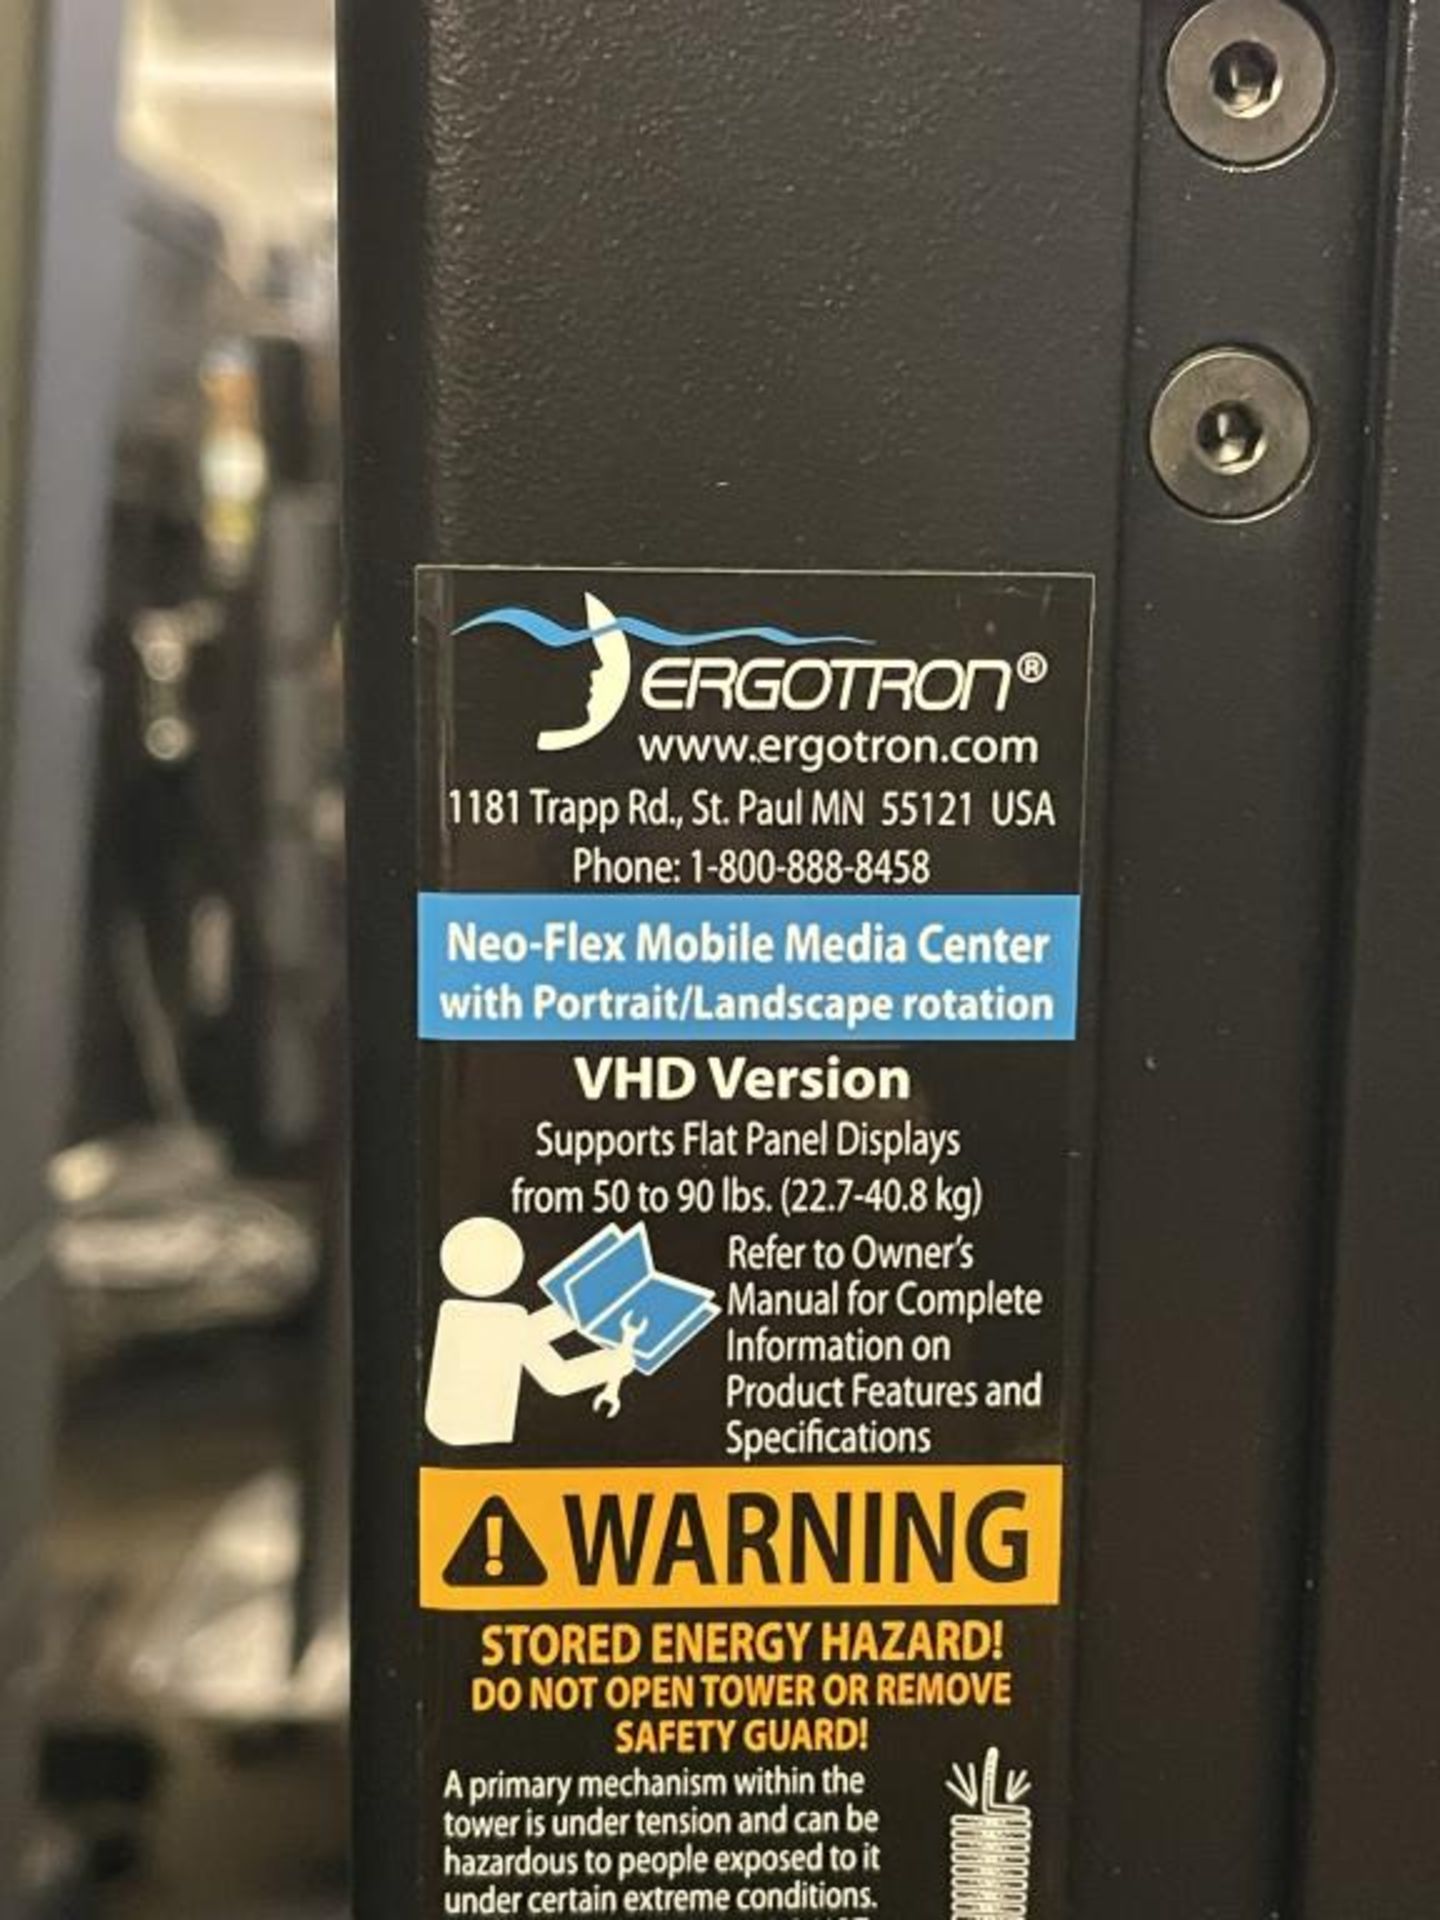 ERGOTRON®
www.ergotron.com
1181 Trapp Rd., St. Paul MN 55121 USA
Phone: 1-800-888-8458
Neo-Flex Mobile Media Center
with Portrait/Landscape rotation
VHD Version
Supports Flat Panel Displays
from 50 to 90 lbs. (22.7-40.8 kg)
Refer to Owner's
Manual for Complete
Information on
Product Features and
Specifications
WARNING
STORED ENERGY HAZARD!
DO NOT OPEN TOWER OR REMOVE
SAFETY GUARD!
A primary mechanism within the
tower is under tension and can be
hazardous to people exposed to it
under certain extreme conditions.